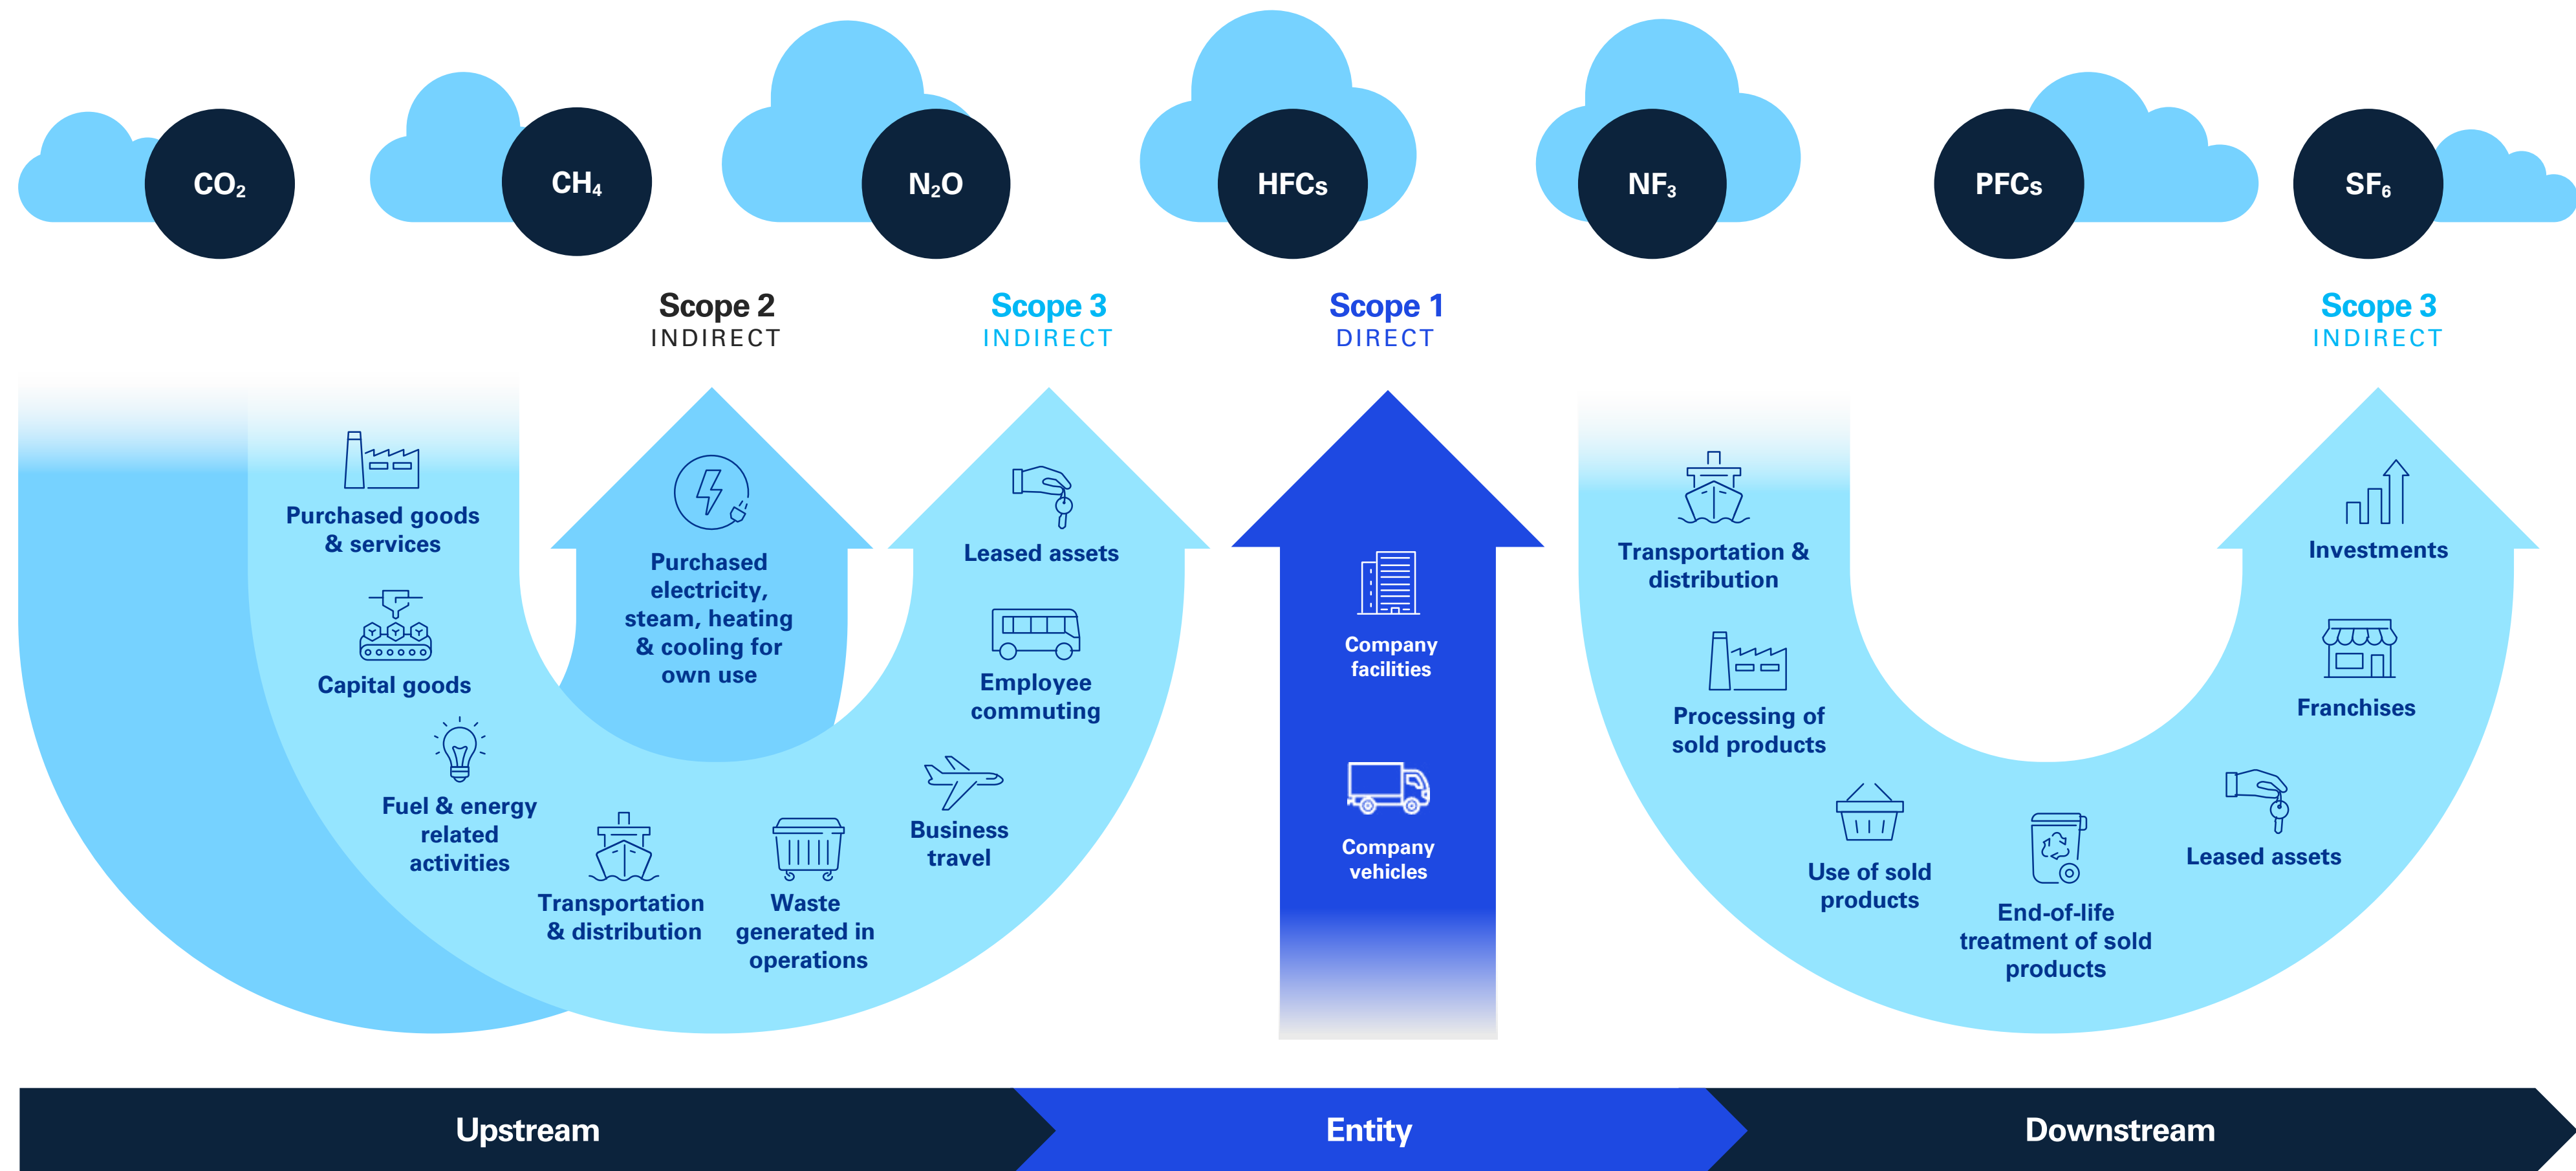 CO₂
CH₄
N₂O
HFCs
NF₃
PFCs
SF₆
Scope 2
INDIRECT
Scope 3
INDIRECT
Scope 1
DIRECT
Scope 3
INDIRECT
Purchased goods
& services
Capital goods
Fuel & energy
related
activities
Transportation
& distribution
Waste
generated in
operations
Business
travel
Employee
commuting
Leased assets
Purchased
electricity,
steam, heating
& cooling for
own use
Company
facilities
Company
vehicles
Transportation &
distribution
Processing of
sold products
Use of sold
products
End-of-life
treatment of sold
products
Leased assets
Franchises
Investments
Upstream
Entity
Downstream